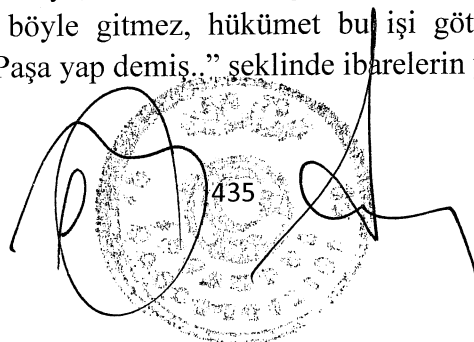 böyle gitmez, hükümet bu işi göt
Paşa yap demiş..” şeklinde ibarelerin
435